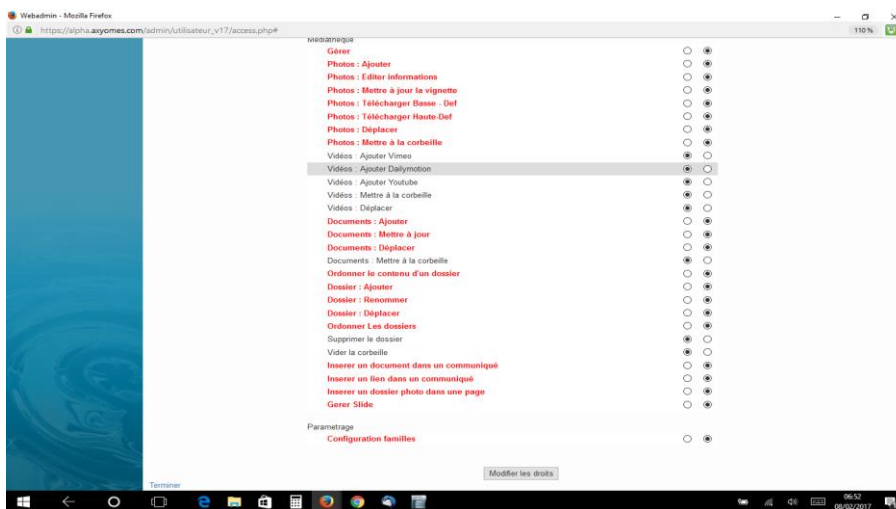 Webadmin - Mozilla Firefox
https://alpha.axyomes.com/admin/utilisateur_v17/access.php#
110%
Mediathèque
Gérer
Photos : Ajouter
Photos : Editer informations
Photos : Mettre à jour la vignette
Photos : Télécharger Basse - Def
Photos : Télécharger Haute-Def
Photos : Déplacer
Photos : Mettre à la corbeille
Vidéos : Ajouter Vimeo
Vidéos : Ajouter Dailymotion
Vidéos : Ajouter Youtube
Vidéos : Mettre à la corbeille
Vidéos : Déplacer
Documents : Ajouter
Documents : Mettre à jour
Documents : Déplacer
Documents : Mettre à la corbeille
Ordonner le contenu d'un dossier
Dossier : Ajouter
Dossier : Renommer
Dossier : Déplacer
Ordonner Les dossiers
Supprimer le dossier
Vider la corbeille
Inserer un document dans un communiqué
Inserer un lien dans un communiqué
Inserer un dossier photo dans une page
Gerer Slide
Parametrage
Configuration familles
Modifier les droits
Terminer
06:52
08/02/2017